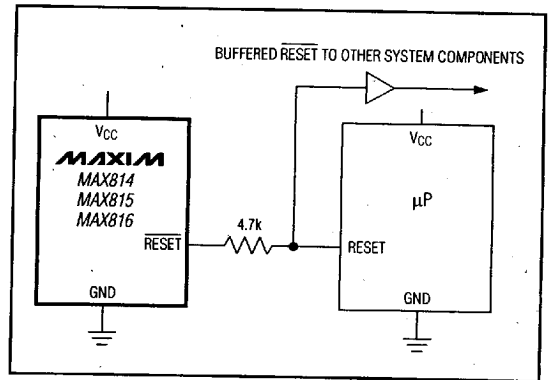 BUFFERED RESET TO OTHER SYSTEM COMPONENTS
VCC
MAXIM
MAX814
MAX815
MAX816
RESET
GND
4.7k
VCC
µP
RESET
GND